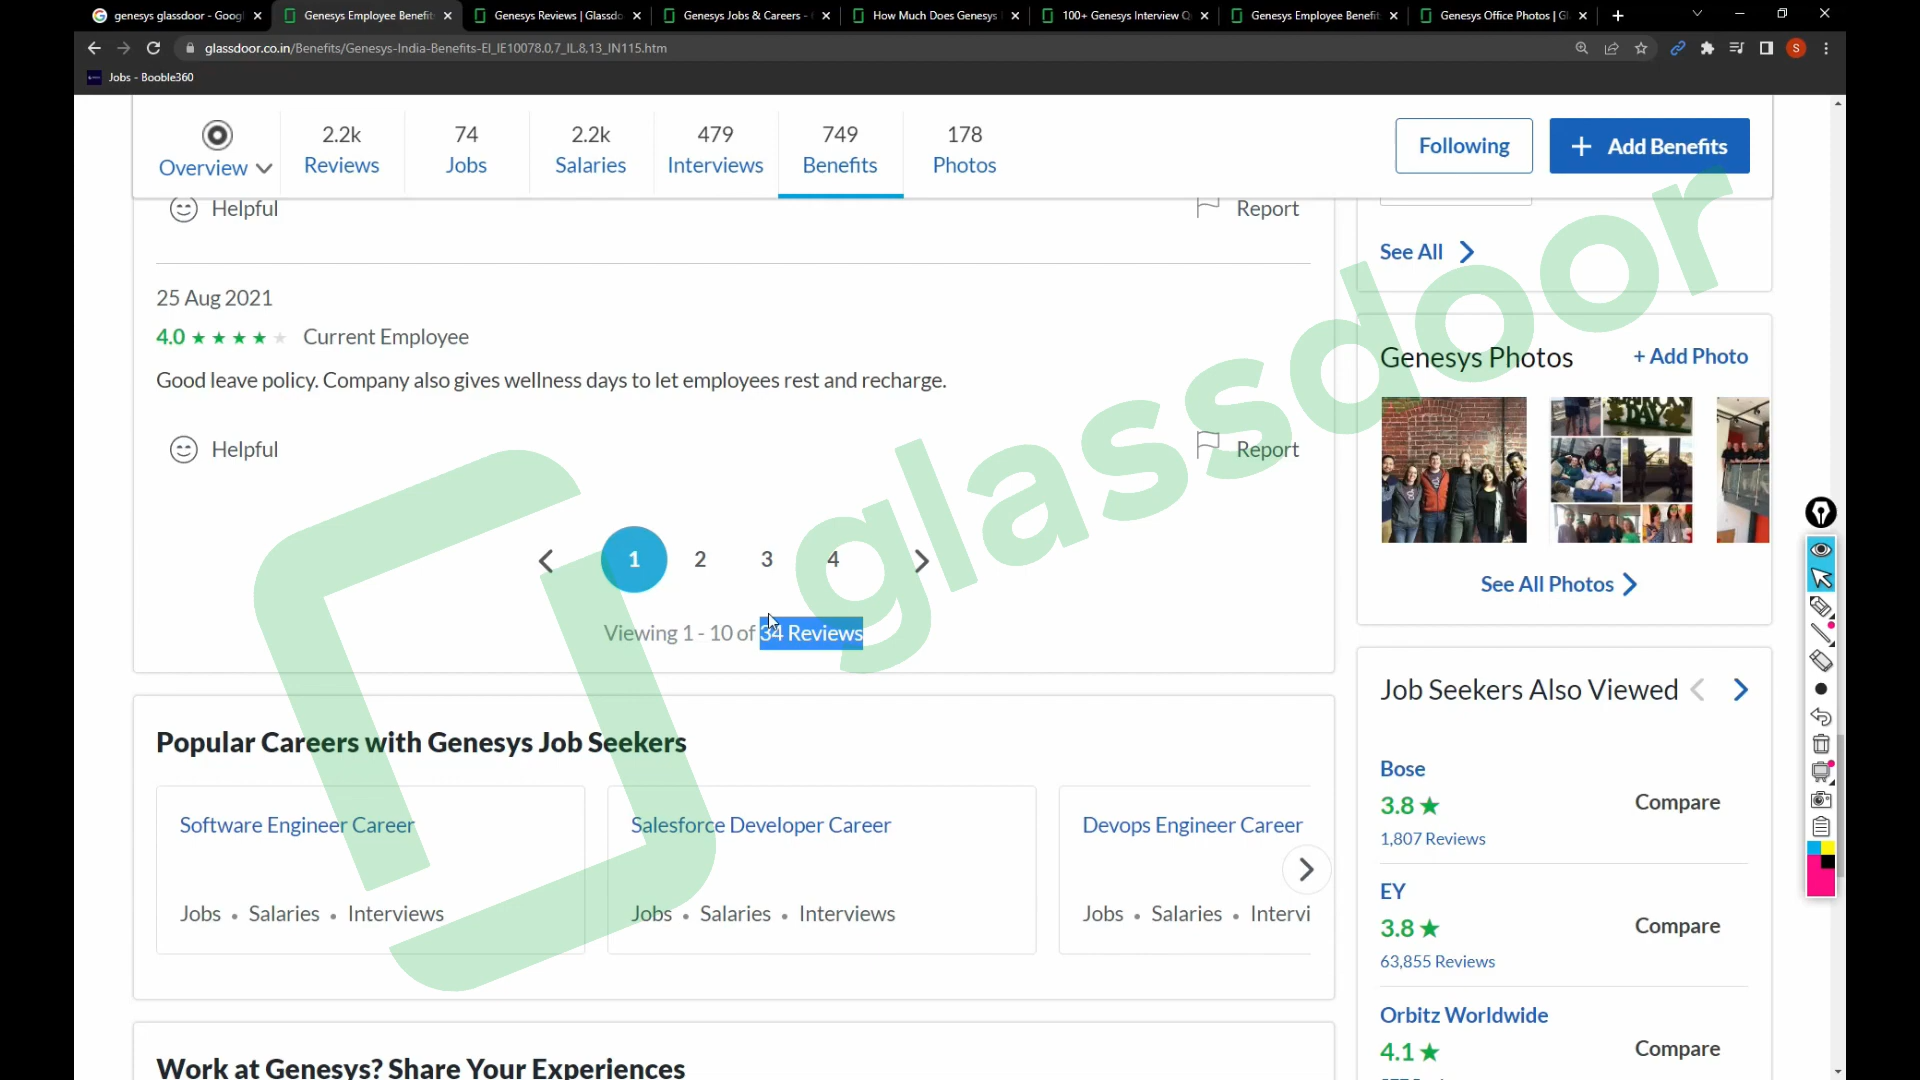 genesys glassdoor - Goog
Genesys Employee Benefit
Genesys Reviews | Glassdo
Genesys Jobs & Careers -
How Much Does Genesys
100+ Genesys Interview Q
Genesys Employee Benefit
Genesys Office Photos | G
glassdoor.co.in/Benefits/Genesys-India-Benefits-EI_IE10078.0,7_IL.8,13_IN115.htm
S
Jobs - Booble360
Overview
2.2k
Reviews
74
Jobs
2.2k
Salaries
479
Interviews
749
Benefits
178
Photos
Following
+ Add Benefits
Helpful
Report
See All
25 Aug 2021
4.0 ★★★★★ Current Employee
Good leave policy. Company also gives wellness days to let employees rest and recharge.
Helpful
Report
1 2 3 4
Viewing 1 - 10 of 34 Reviews
glassdoor
Genesys Photos
+ Add Photo
See All Photos
Popular Careers with Genesys Job Seekers
Software Engineer Career
Jobs • Salaries • Interviews
Salesforce Developer Career
Jobs • Salaries • Interviews
Devops Engineer Career
Jobs • Salaries • Intervi
Job Seekers Also Viewed
Bose
3.8 ★
Compare
1,807 Reviews
EY
3.8 ★
Compare
63,855 Reviews
Orbitz Worldwide
4.1 ★
Compare
Work at Genesys? Share Your Experiences